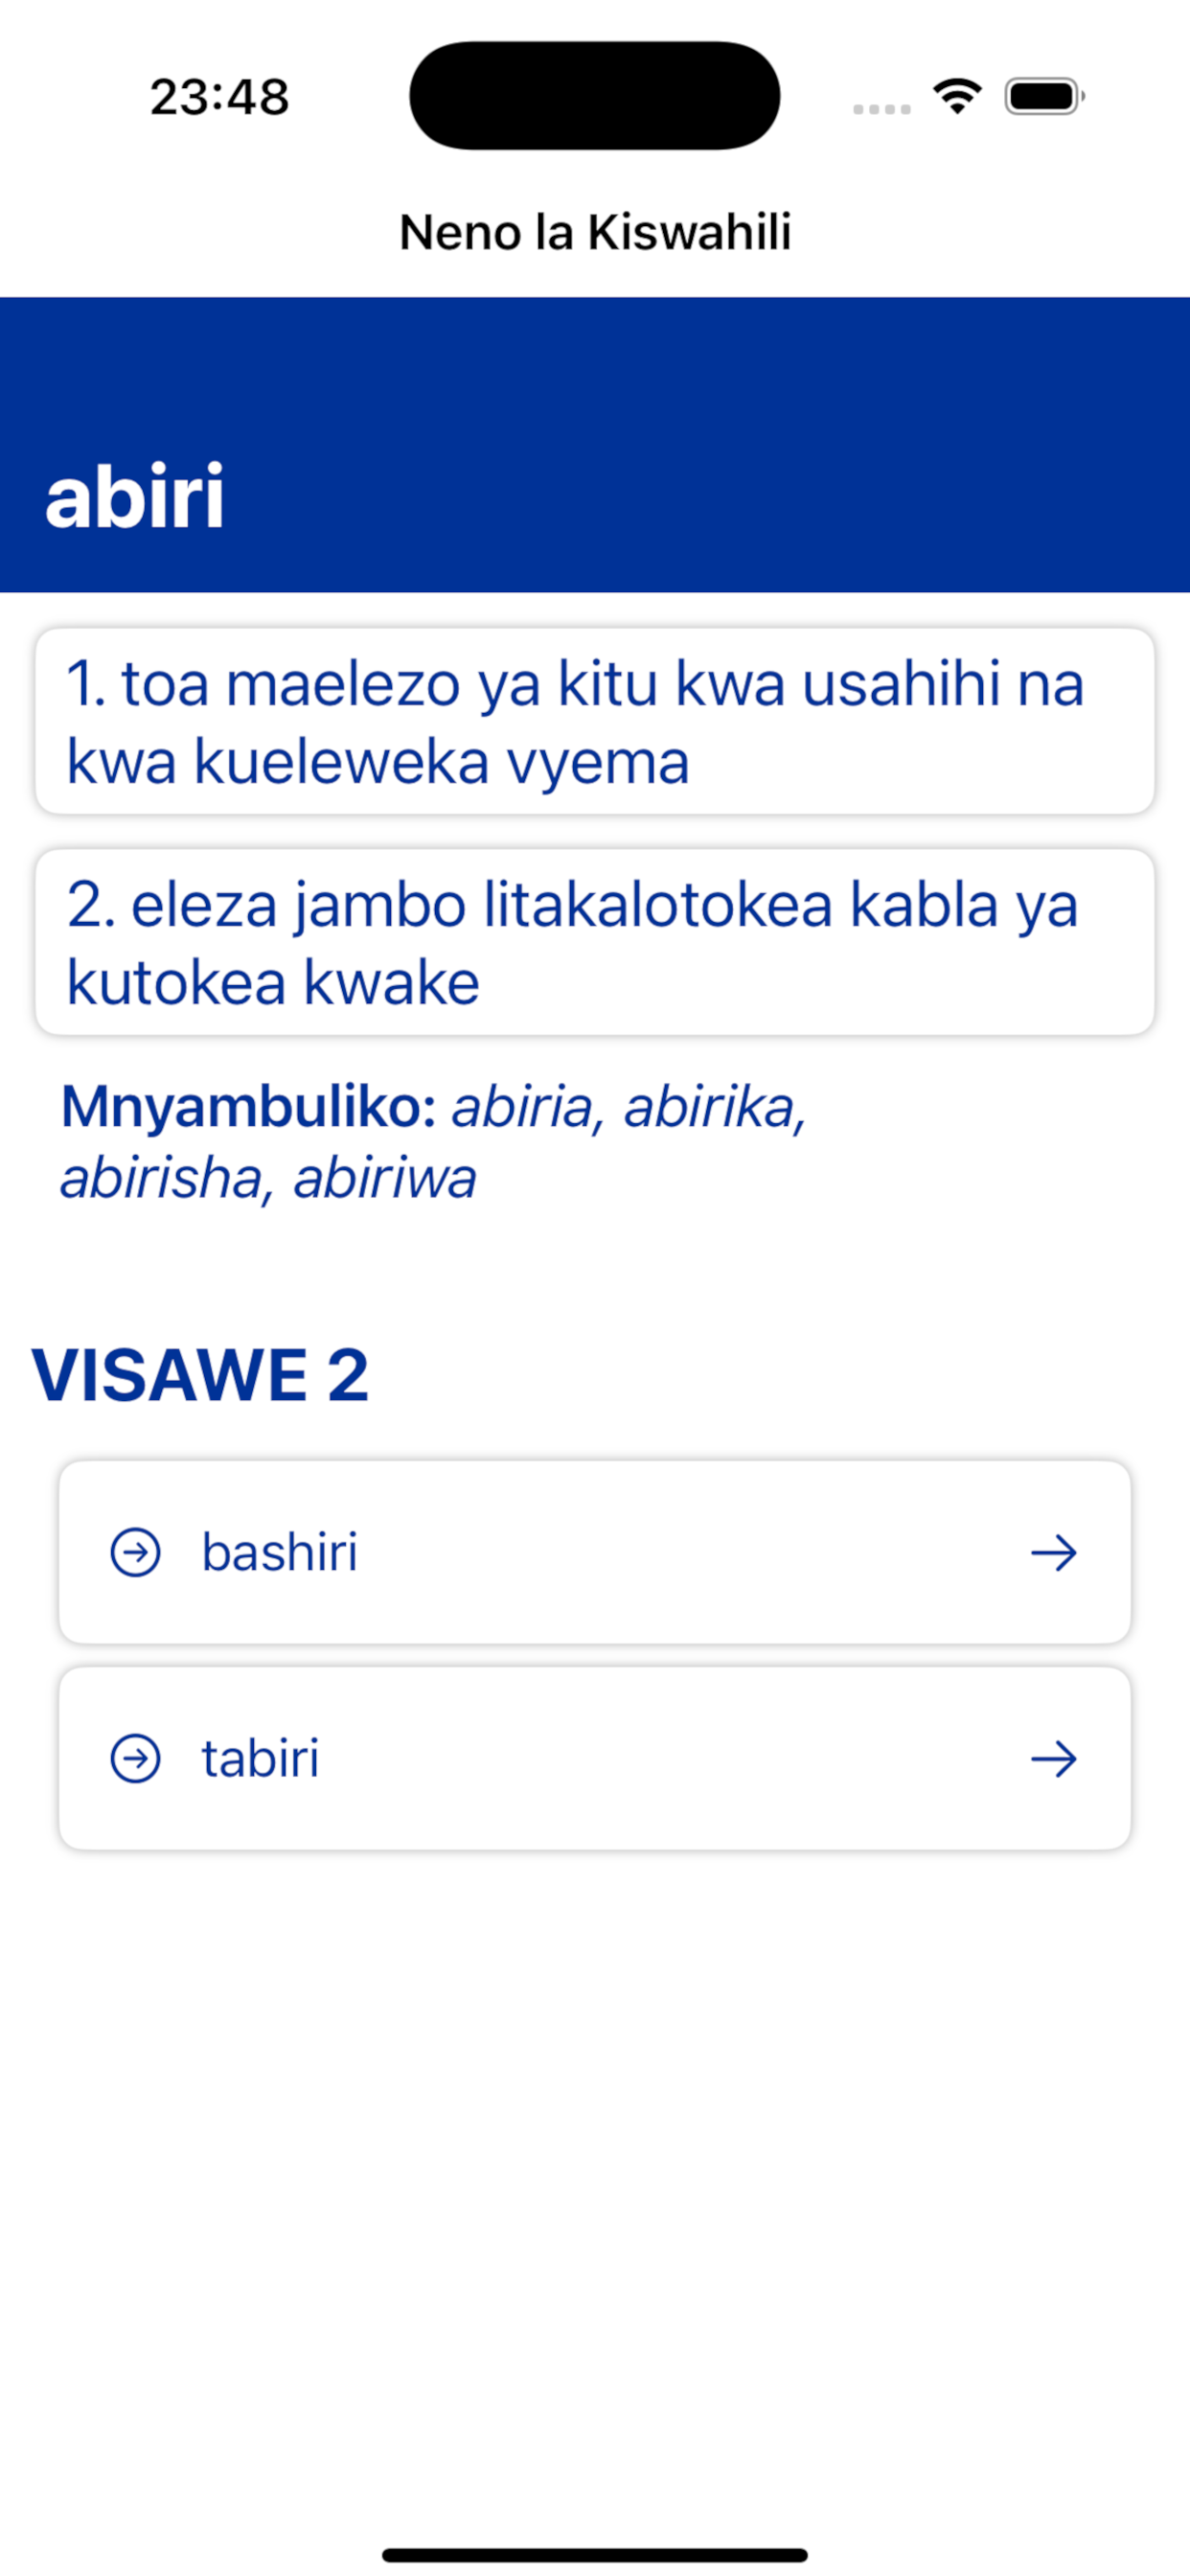 23:48
Neno la Kiswahili
abiri
1. toa maelezo ya kitu kwa usahihi na
kwa kueleweka vyema
2. eleza jambo litakalotokea kabla ya
kutokea kwake
Mnyambuliko: abiria, abirika,
abirisha, abiriwa
VISAWE 2
bashiri
tabiri